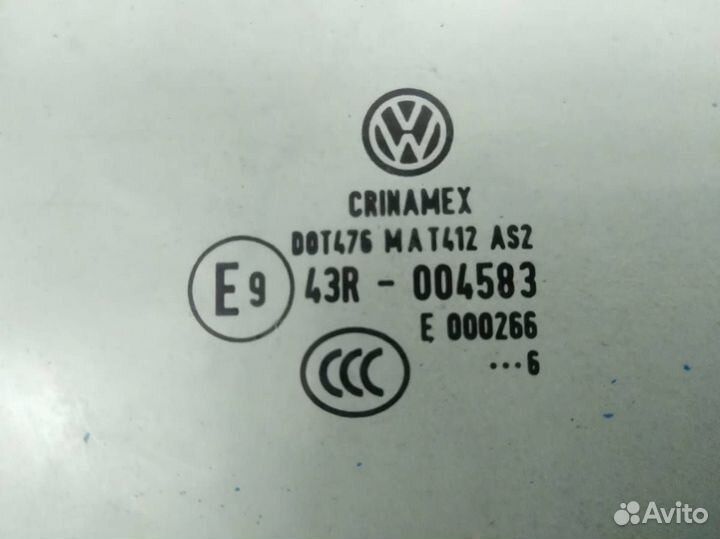 CRINAMEX
DOT476 MAT412 AS2
E9 43R - 004583
E 000266
CCC ...6
Avito